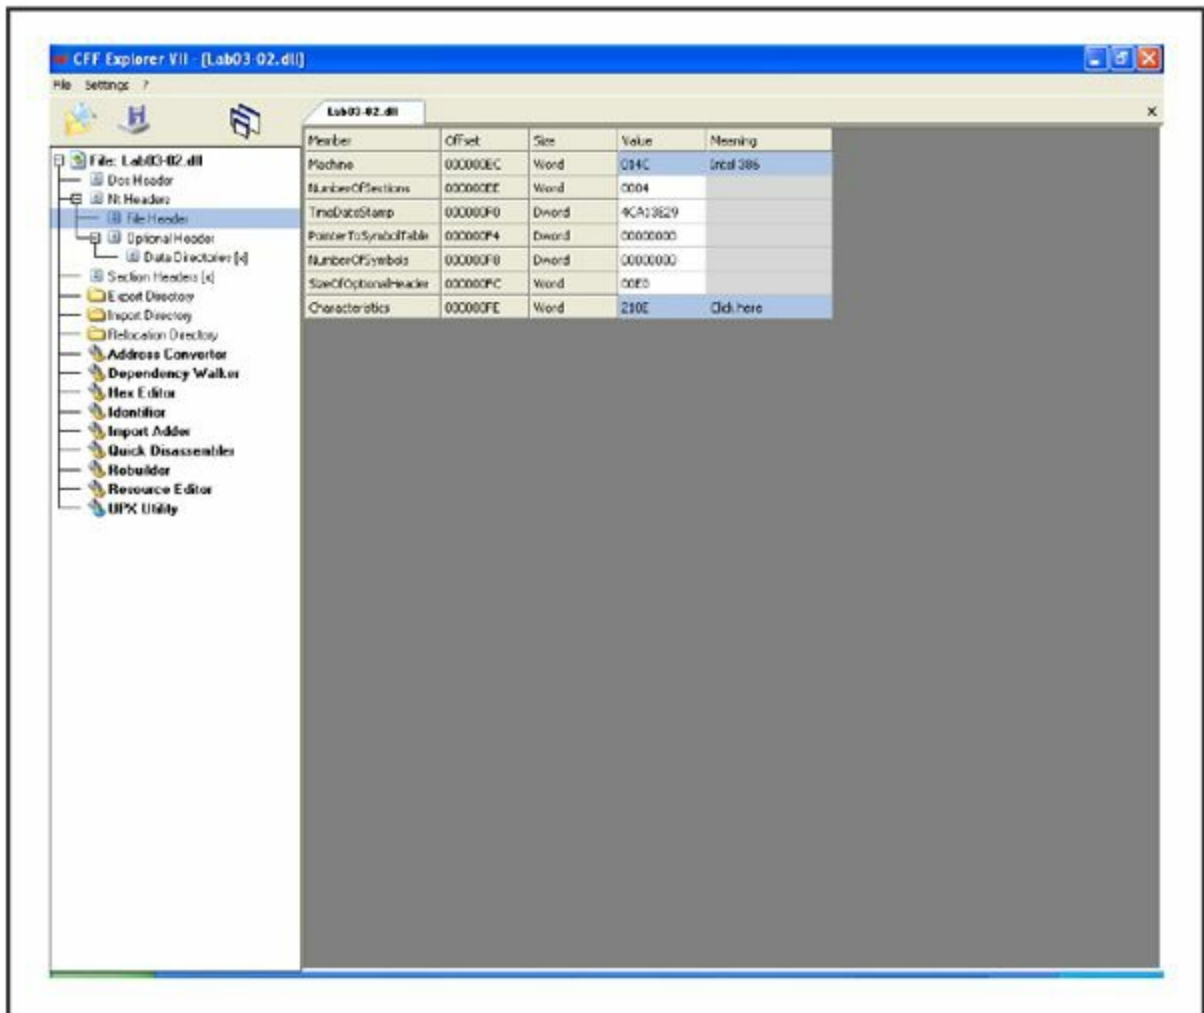 CFF Explorer VII - [Lab03-02.dll]
File Settings ?
Lab03-02.dll
File: Lab03-02.dll
Dos Header
Nt Headers
File Header
Optional Header
Data Directories [x]
Section Headers [x]
Export Directory
Import Directory
Relocation Directory
Address Converter
Dependency Walker
Hex Editor
Identifier
Import Adder
Quick Disassembler
Rebuilder
Resource Editor
UPX Utility
Member Offset Size Value Meaning
Machine 000000EC Word 014C Intel 386
NumberOfSections 000000EE Word 0004
TimeDateStamp 000000F0 Dword 4CA13E29
PointerToSymbolTable 000000F4 Dword 00000000
NumberOfSymbols 000000F8 Dword 00000000
SizeOfOptionalHeader 000000FC Word 00E0
Characteristics 000000FE Word 210E Click here